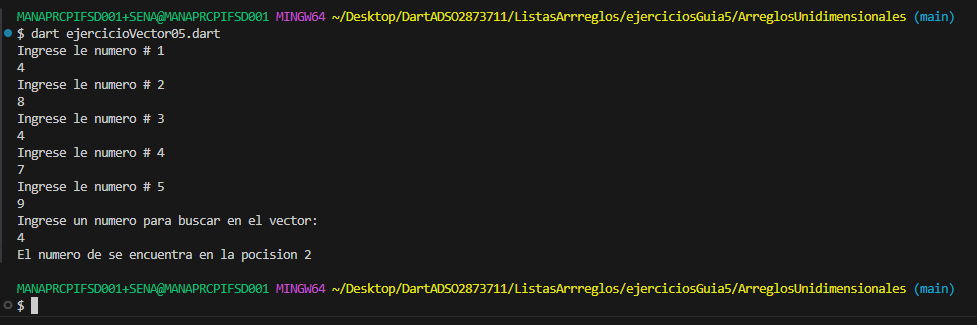 MANAPRCPIFSD001+SENA@MANAPRCPIFSD001 MINGW64 ~/Desktop/DartADSO2873711/ListasArrreglos/ejerciciosGuia5/ArreglosUnidimensionales (main)
$ dart ejercicioVector05.dart
Ingrese le numero # 1
4
Ingrese le numero # 2
8
Ingrese le numero # 3
4
Ingrese le numero # 4
7
Ingrese le numero # 5
9
Ingrese un numero para buscar en el vector:
4
El numero de se encuentra en la pocision 2
MANAPRCPIFSD001+SENA@MANAPRCPIFSD001 MINGW64 ~/Desktop/DartADSO2873711/ListasArrreglos/ejerciciosGuia5/ArreglosUnidimensionales (main)
$